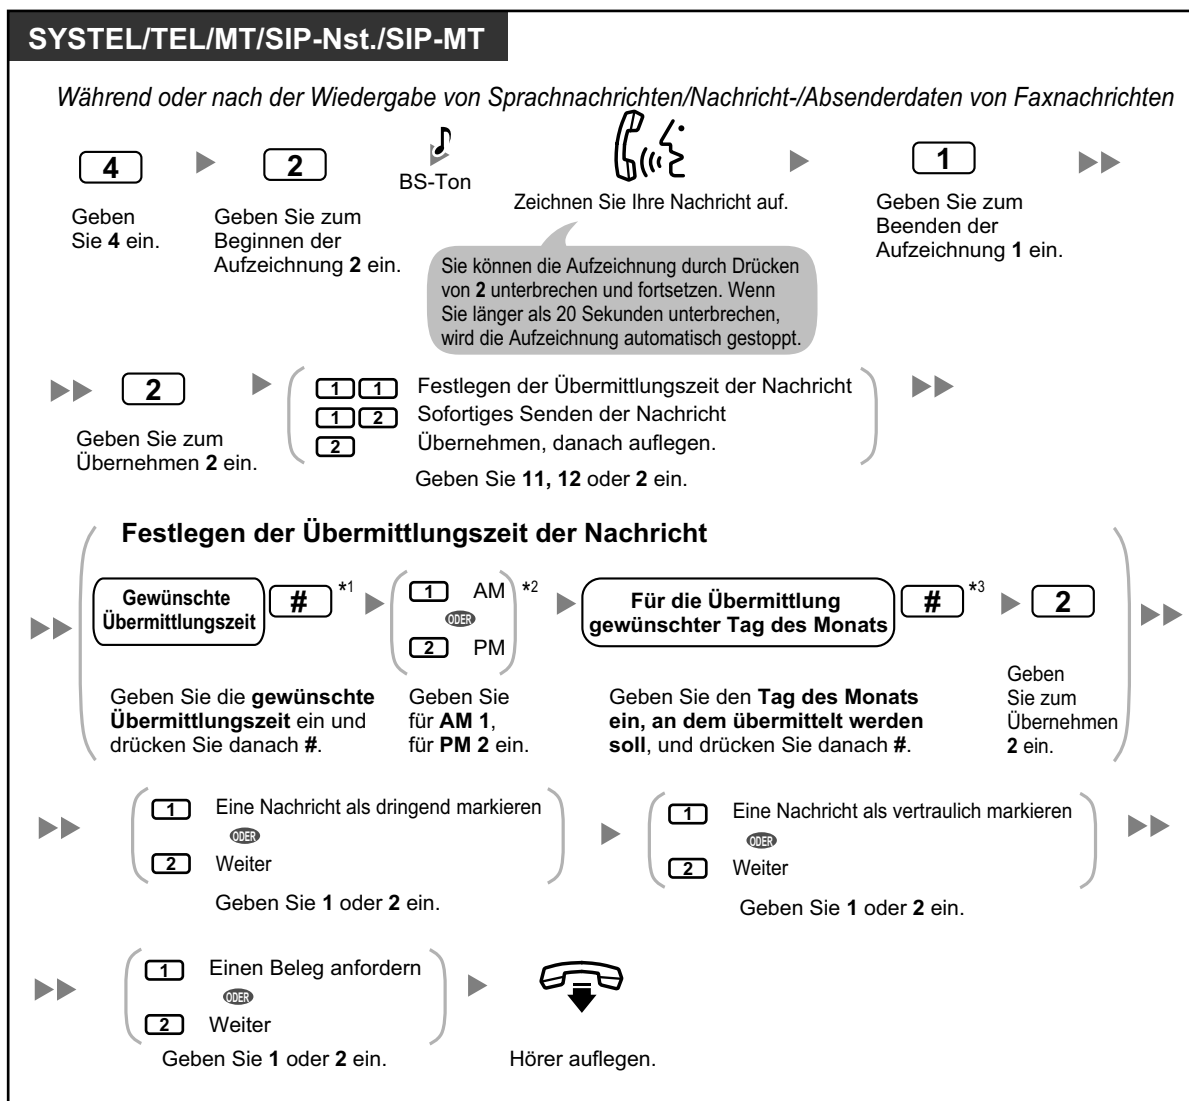 SYSTEL/TEL/MT/SIP-Nst./SIP-MT
Während oder nach der Wiedergabe von Sprachnachrichten/Nachricht-/Absenderdaten von Faxnachrichten
4
Geben
Sie 4 ein.
2
Geben Sie zum
Beginnen der
Aufzeichnung 2 ein.
BS-Ton
Zeichnen Sie Ihre Nachricht auf.
Sie können die Aufzeichnung durch Drücken
von 2 unterbrechen und fortsetzen. Wenn
Sie länger als 20 Sekunden unterbrechen,
wird die Aufzeichnung automatisch gestoppt.
1
Geben Sie zum
Beenden der
Aufzeichnung 1 ein.
2
Geben Sie zum
Übernehmen 2 ein.
1 1 Festlegen der Übermittlungszeit der Nachricht
1 2 Sofortiges Senden der Nachricht
2 Übernehmen, danach auflegen.
Geben Sie 11, 12 oder 2 ein.
Festlegen der Übermittlungszeit der Nachricht
Gewünschte
Übermittlungszeit
# *1
Geben Sie die gewünschte
Übermittlungszeit ein und
drücken Sie danach #.
1 AM *2
ODER
2 PM
Geben Sie
für AM 1,
für PM 2 ein.
Für die Übermittlung
gewünschter Tag des Monats
# *3
Geben Sie den Tag des Monats
ein, an dem übermittelt werden
soll, und drücken Sie danach #.
2
Geben
Sie zum
Übernehmen
2 ein.
1 Eine Nachricht als dringend markieren
ODER
2 Weiter
Geben Sie 1 oder 2 ein.
1 Eine Nachricht als vertraulich markieren
ODER
2 Weiter
Geben Sie 1 oder 2 ein.
1 Einen Beleg anfordern
ODER
2 Weiter
Geben Sie 1 oder 2 ein.
Hörer auflegen.